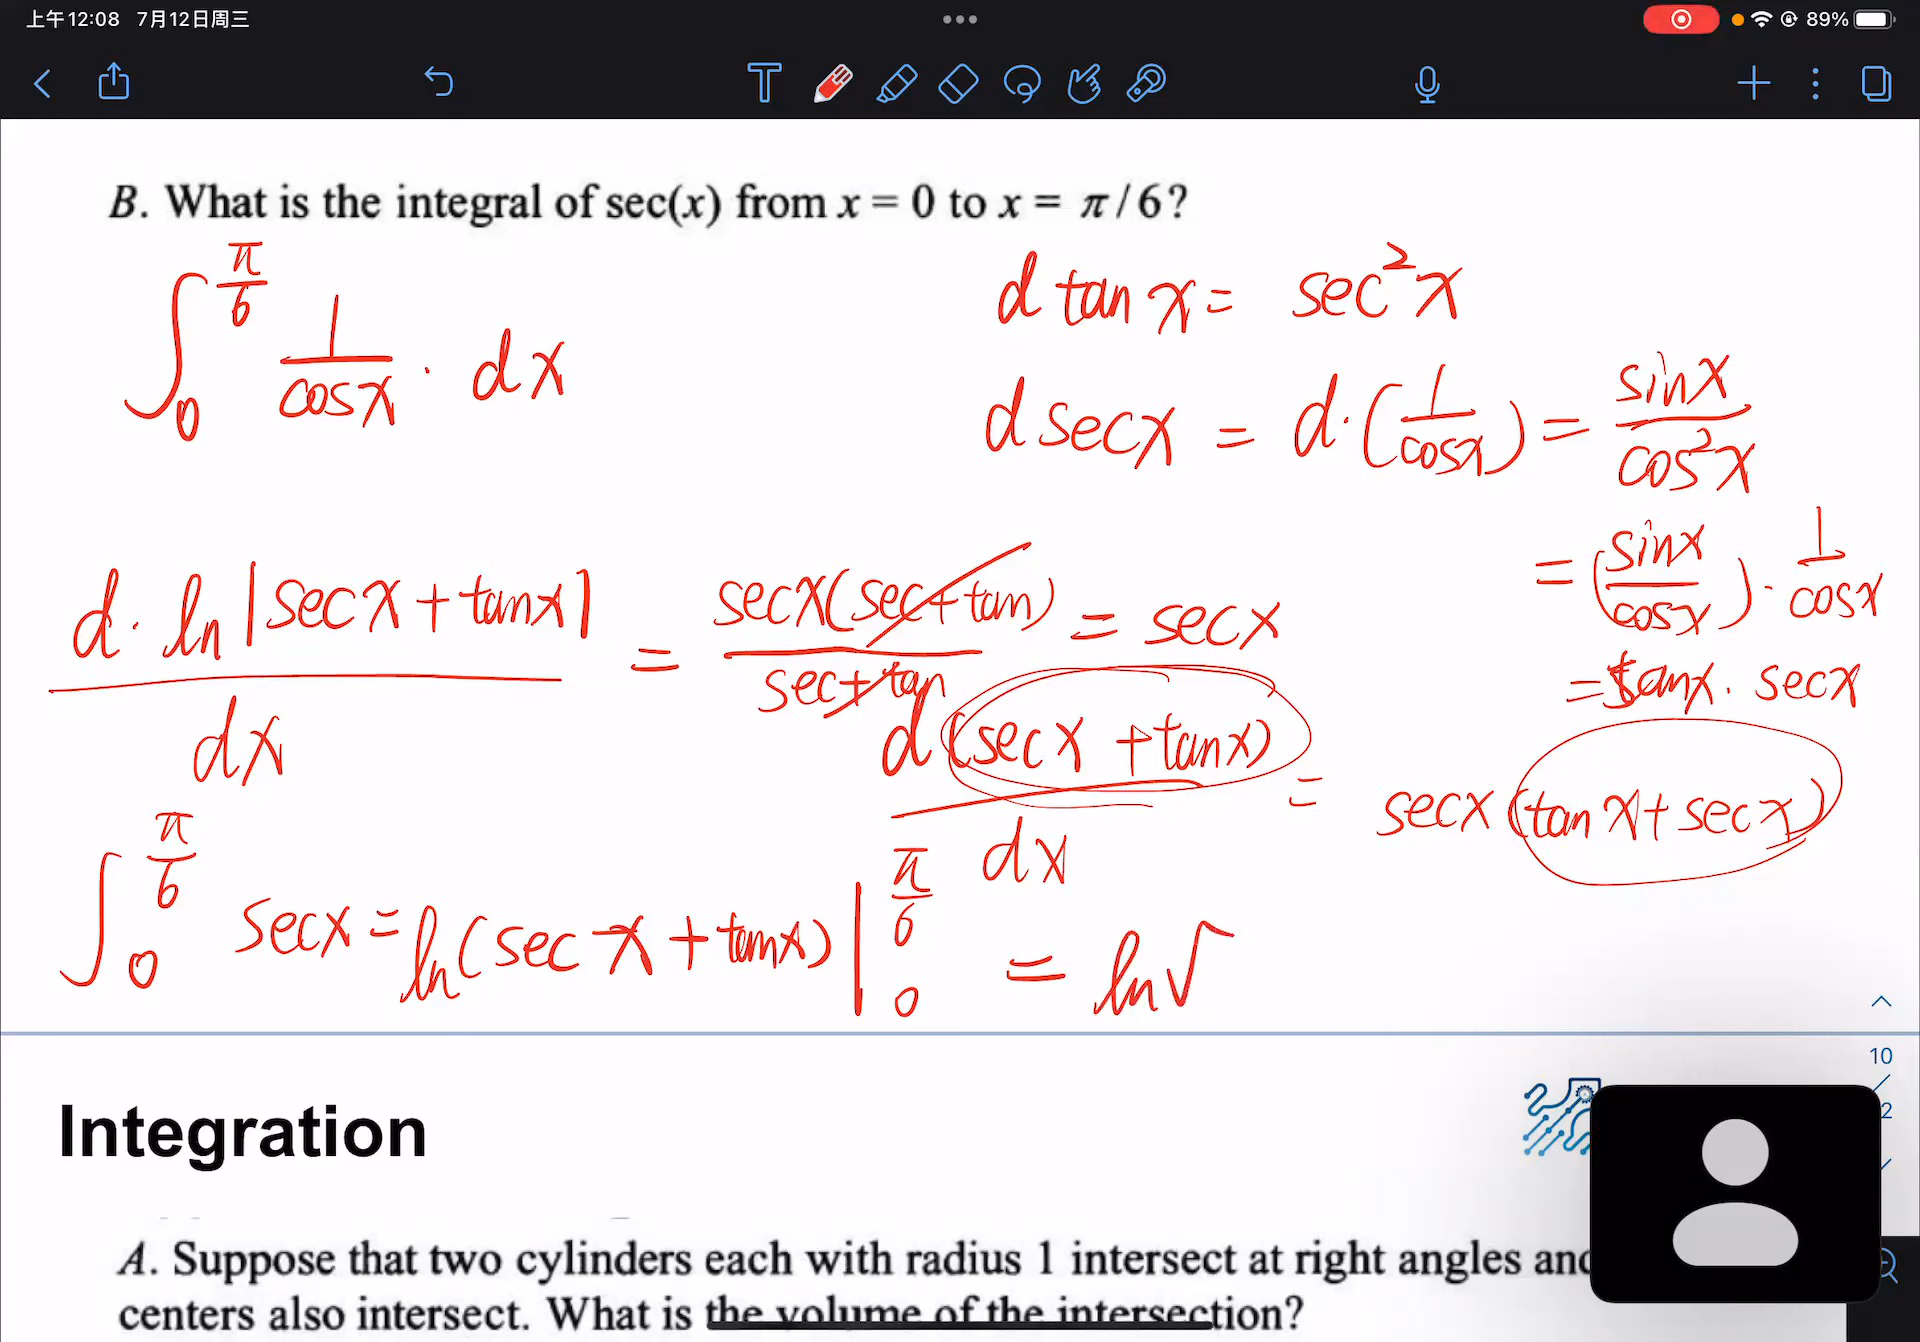 上午12:08 7月12日周三
89%
B. What is the integral of sec(x) from x = 0 to x = π/6?
∫₀^(π/6) 1/cosx · dx
d tan x = sec²x
d secx = d·(1/cosx) = sinx/cos²x
= (sinx/cosx) · 1/cosx
= tanx · secx
d · ln|secx+tanx|/dx = secx(sec+tan)/sec+tan = secx
d(secx + tanx)/dx = secx(tanx + secx)
∫₀^(π/6) secx = ln(secx + tanx)|₀^(π/6) = ln√
10
2
Integration
A. Suppose that two cylinders each with radius 1 intersect at right angles and
centers also intersect. What is the volume of the intersection?